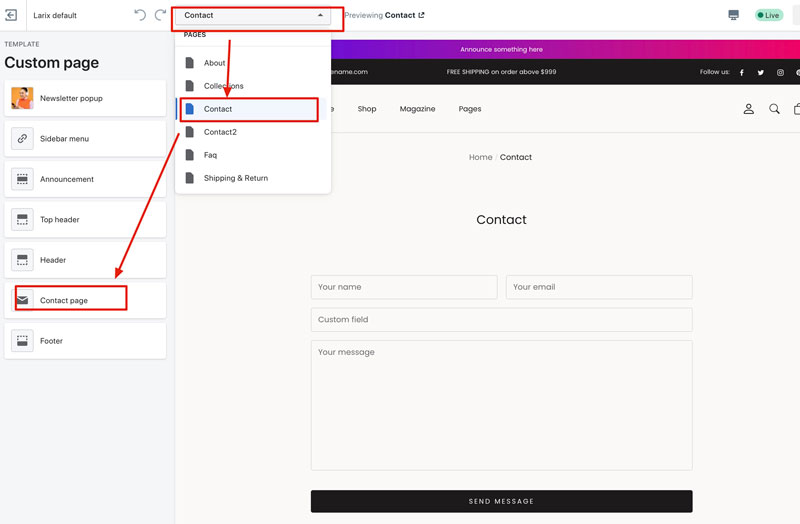 Larix default
Contact
Previewing Contact
Live
TEMPLATE
Custom page
Newsletter popup
Sidebar menu
Announcement
Top header
Header
Contact page
Footer
PAGES
About
Collections
Contact
Contact2
Faq
Shipping & Return
Announce something here
ename.com
FREE SHIPPING on order above $999
Follow us:
e
Shop
Magazine
Pages
Home / Contact
Contact
Your name
Your email
Custom field
Your message
SEND MESSAGE